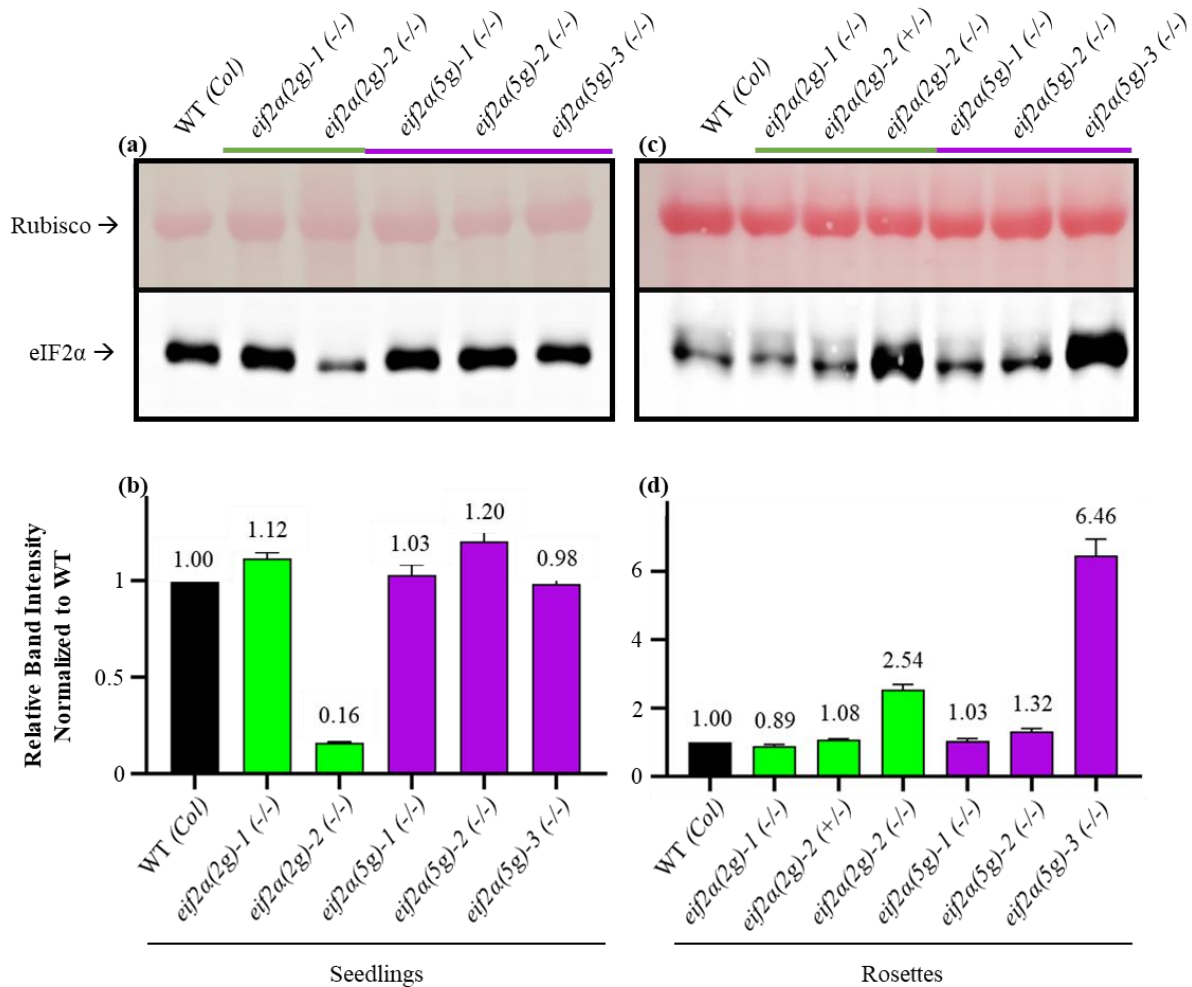 WT (Col)
eif2α(2g)-1 (-/-)
eif2α(2g)-2 (-/-)
eif2α(5g)-1 (-/-)
eif2α(5g)-2 (-/-)
eif2α(5g)-3 (-/-)
WT (Col)
eif2α(2g)-1 (-/-)
eif2α(2g)-2 (+/-)
eif2α(2g)-2 (-/-)
eif2α(5g)-1 (-/-)
eif2α(5g)-2 (-/-)
eif2α(5g)-3 (-/-)
(a)
(c)
Rubisco →
eIF2α →
(b)
Relative Band Intensity
Normalized to WT
1
0.5
0
1.00
1.12
0.16
1.03
1.20
0.98
WT (Col)
eif2α(2g)-1 (-/-)
eif2α(2g)-2 (-/-)
eif2α(5g)-1 (-/-)
eif2α(5g)-2 (-/-)
eif2α(5g)-3 (-/-)
Seedlings
(d)
6
4
2
0
1.00
0.89
1.08
2.54
1.03
1.32
6.46
WT (Col)
eif2α(2g)-1 (-/-)
eif2α(2g)-2 (+/-)
eif2α(2g)-2 (-/-)
eif2α(5g)-1 (-/-)
eif2α(5g)-2 (-/-)
eif2α(5g)-3 (-/-)
Rosettes